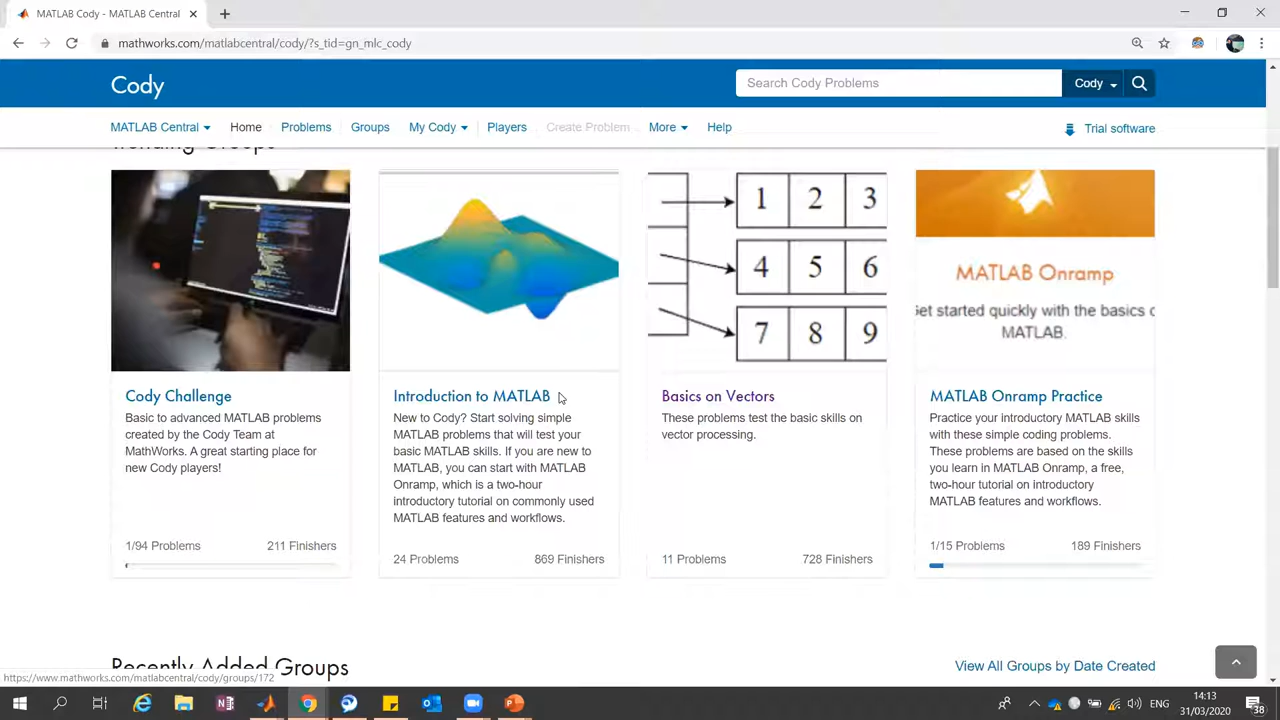 MATLAB Cody - MATLAB Central
mathworks.com/matlabcentral/cody/?s_tid=gn_mlc_cody
Cody
Search Cody Problems
Cody
MATLAB Central
Home
Problems
Groups
My Cody
Players
Create Problem
More
Help
Trial software
Trending Groups
1 2 3
4 5 6
7 8 9
MATLAB Onramp
Get started quickly with the basics o
MATLAB.
Cody Challenge
Basic to advanced MATLAB problems
created by the Cody Team at
MathWorks. A great starting place for
new Cody players!
1/94 Problems
211 Finishers
Introduction to MATLAB
New to Cody? Start solving simple
MATLAB problems that will test your
basic MATLAB skills. If you are new to
MATLAB, you can start with MATLAB
Onramp, which is a two-hour
introductory tutorial on commonly used
MATLAB features and workflows.
24 Problems
869 Finishers
Basics on Vectors
These problems test the basic skills on
vector processing.
11 Problems
728 Finishers
MATLAB Onramp Practice
Practice your introductory MATLAB skills
with these simple coding problems.
These problems are based on the skills
you learn in MATLAB Onramp, a free,
two-hour tutorial on introductory
MATLAB features and workflows.
1/15 Problems
189 Finishers
Recently Added Groups
View All Groups by Date Created
https://www.mathworks.com/matlabcentral/cody/groups/172
ENG
14:13
31/03/2020
38